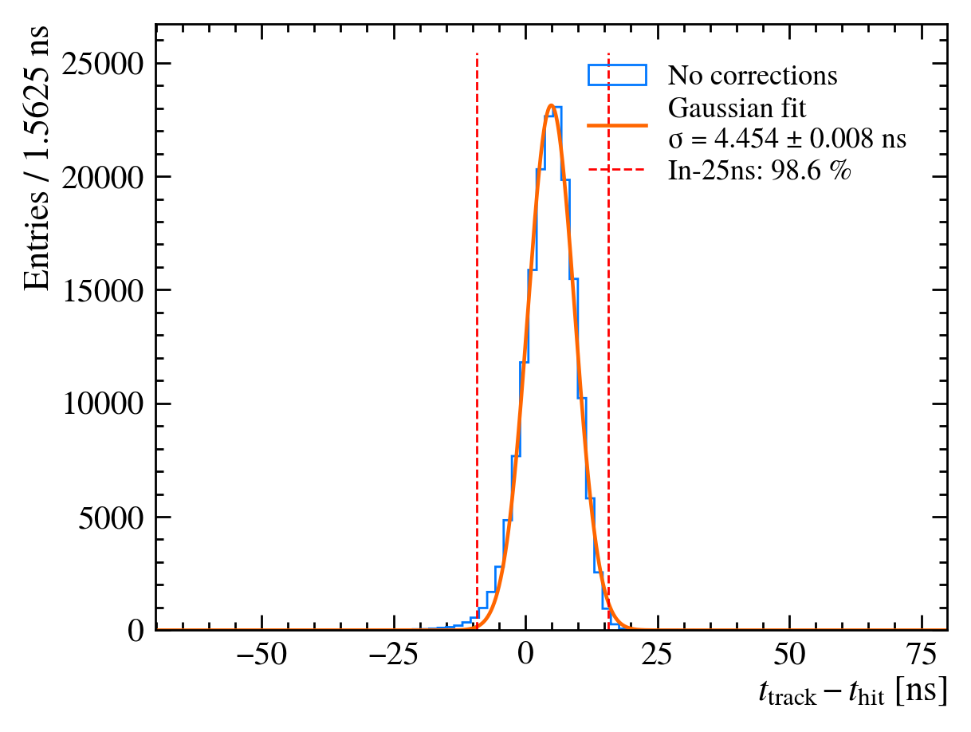 Entries / 1.5625 ns
25000
20000
15000
10000
5000
0
No corrections
Gaussian fit
σ = 4.454 ± 0.008 ns
In-25ns: 98.6 %
−50 −25 0 25 50 75
t_track − t_hit [ns]